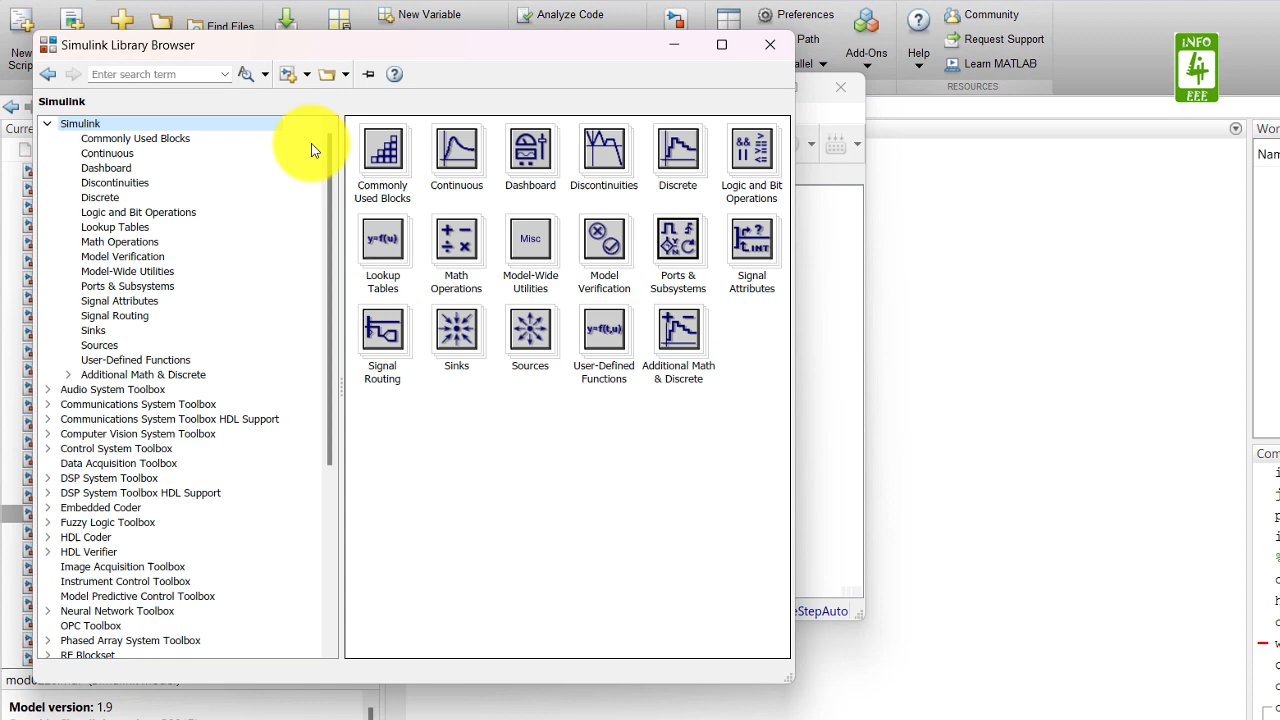 New Variable
Analyze Code
Preferences
Community
Find Files
New
Scrip
Path
allel
Add-Ons
Help
Request Support
Learn MATLAB
RESOURCES
INFO
4
EEE
Simulink Library Browser
Enter search term
Simulink
Curre
Wor
Nam
Simulink
Commonly Used Blocks
Continuous
Dashboard
Discontinuities
Discrete
Logic and Bit Operations
Lookup Tables
Math Operations
Model Verification
Model-Wide Utilities
Ports & Subsystems
Signal Attributes
Signal Routing
Sinks
Sources
User-Defined Functions
Additional Math & Discrete
Audio System Toolbox
Communications System Toolbox
Communications System Toolbox HDL Support
Computer Vision System Toolbox
Control System Toolbox
Data Acquisition Toolbox
DSP System Toolbox
DSP System Toolbox HDL Support
Embedded Coder
Fuzzy Logic Toolbox
HDL Coder
HDL Verifier
Image Acquisition Toolbox
Instrument Control Toolbox
Model Predictive Control Toolbox
Neural Network Toolbox
OPC Toolbox
Phased Array System Toolbox
RF Blockset
Commonly
Used Blocks
Continuous
Dashboard
Discontinuities
Discrete
Logic and Bit
Operations
y=f(u)
Misc
Lookup
Tables
Math
Operations
Model-Wide
Utilities
Model
Verification
Ports &
Subsystems
Signal
Attributes
y=f(t,u)
Signal
Routing
Sinks
Sources
User-Defined
Functions
Additional Math
& Discrete
Com
eStepAuto
Model version: 1.9